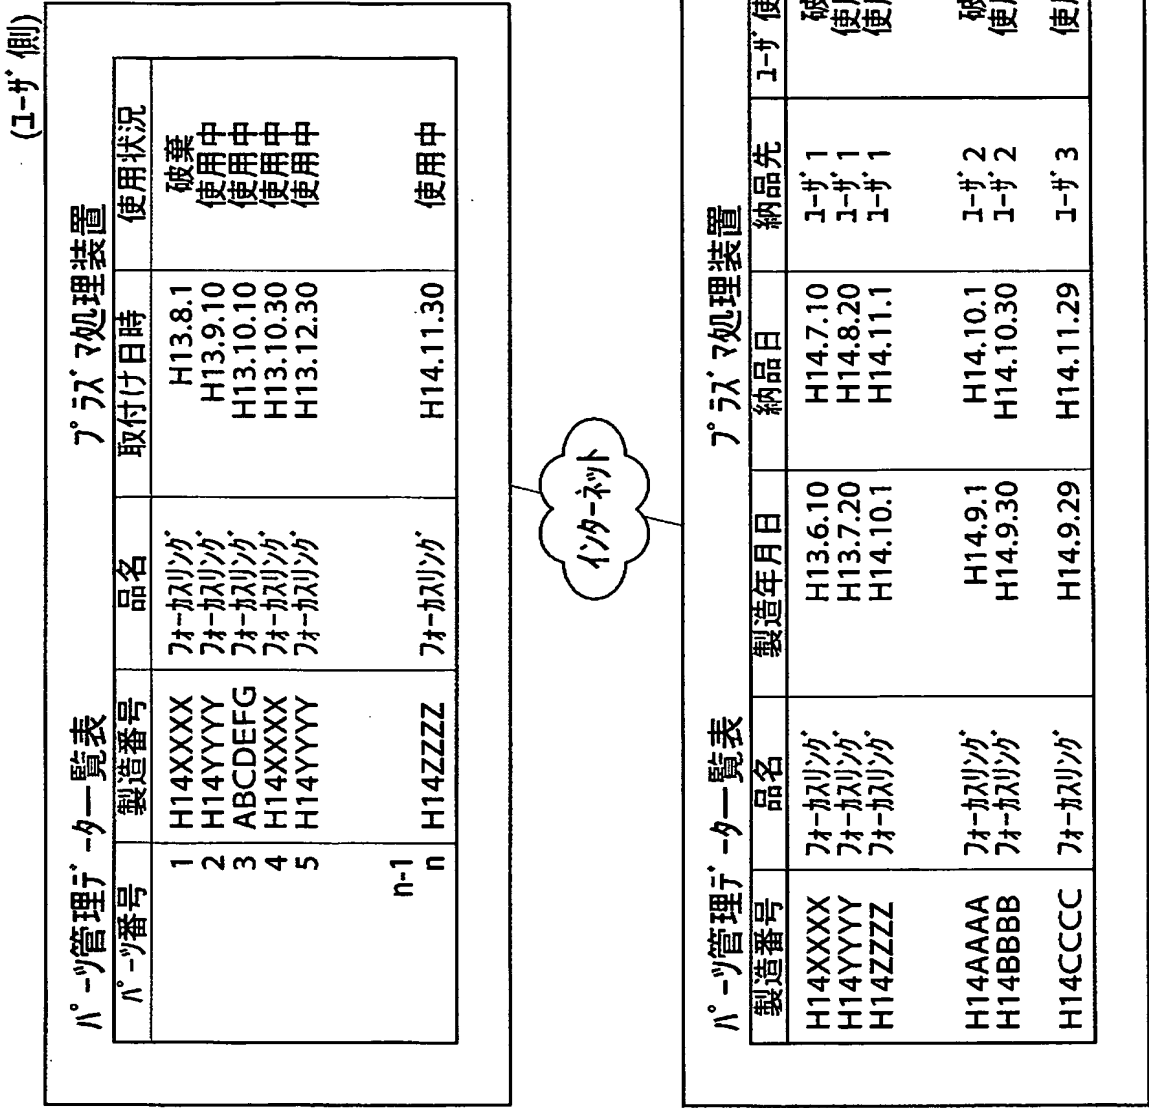 (ユーザ側)
パーツ管理データ一覧表 プラズマ処理装置
パーツ番号 製造番号 品名 取付け日時 使用状況
1 H14XXXX フォーカスリング H13.8.1 破棄
2 H14YYYY フォーカスリング H13.9.10 使用中
3 ABCDEFG フォーカスリング H13.10.10 使用中
4 H14XXXX フォーカスリング H13.10.30 使用中
5 H14YYYY フォーカスリング H13.12.30 使用中
n-1
n H14ZZZZ フォーカスリング H14.11.30 使用中
インターネット
パーツ管理データ一覧表 プラズマ処理装置
製造番号 品名 製造年月日 納品日 納品先 ユーザ使
H14XXXX フォーカスリング H13.6.10 H14.7.10 ユーザ1 破
H14YYYY フォーカスリング H13.7.20 H14.8.20 ユーザ1 使用
H14ZZZZ フォーカスリング H14.10.1 H14.11.1 ユーザ1 使用
H14AAAA フォーカスリング H14.9.1 H14.10.1 ユーザ2 破
H14BBBB フォーカスリング H14.9.30 H14.10.30 ユーザ2 使用
H14CCCC フォーカスリング H14.9.29 H14.11.29 ユーザ3 使用